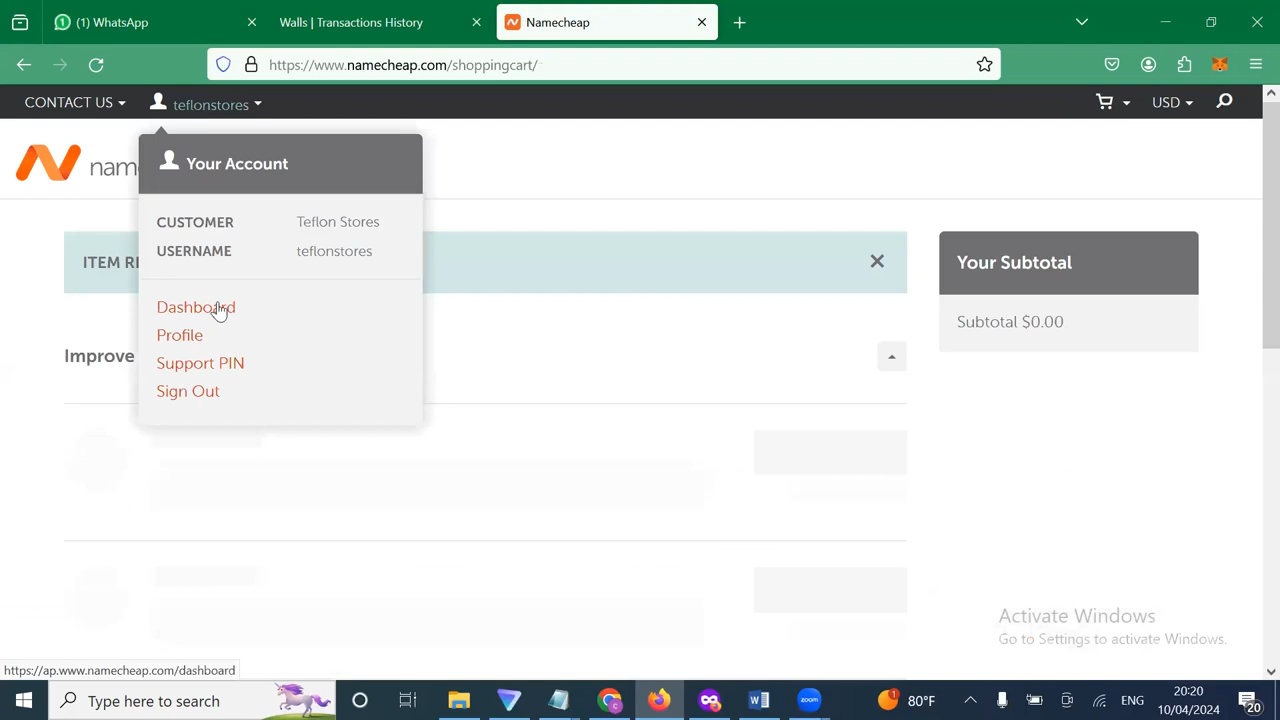 (1) WhatsApp
Walls | Transactions History
Namecheap
https://www.namecheap.com/shoppingcart/
CONTACT US
teflonstores
USD
name
Your Account
CUSTOMER Teflon Stores
USERNAME teflonstores
Dashboard
Profile
Support PIN
Sign Out
ITEM RE
Your Subtotal
Subtotal $0.00
Improve
Activate Windows
Go to Settings to activate Windows.
https://ap.www.namecheap.com/dashboard
Type here to search
1
80°F
ENG
20:20
10/04/2024
20